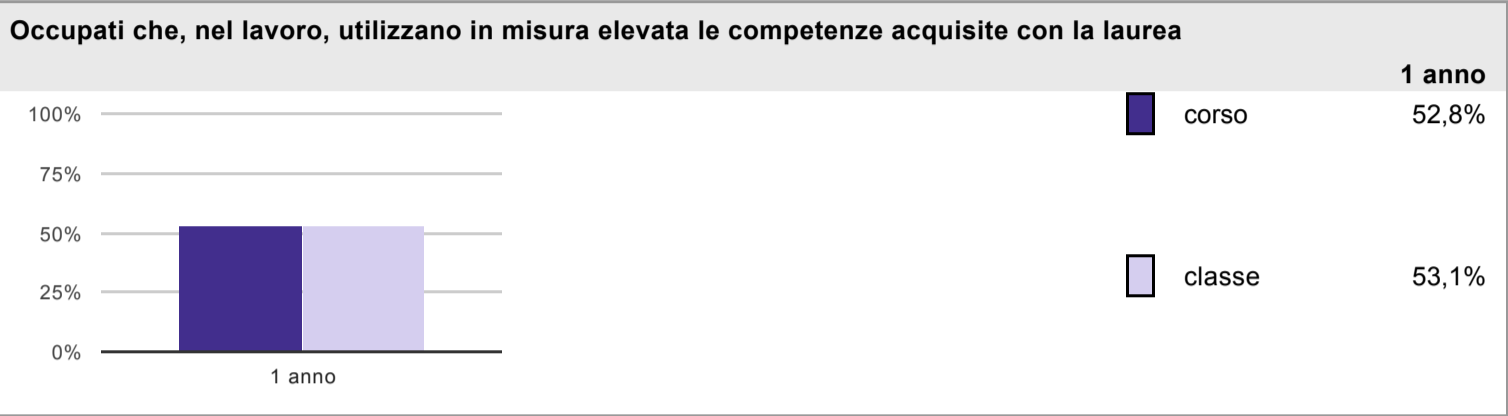 Occupati che, nel lavoro, utilizzano in misura elevata le competenze acquisite con la laurea
1 anno
100%
75%
50%
25%
0%
1 anno
corso 52,8%
classe 53,1%